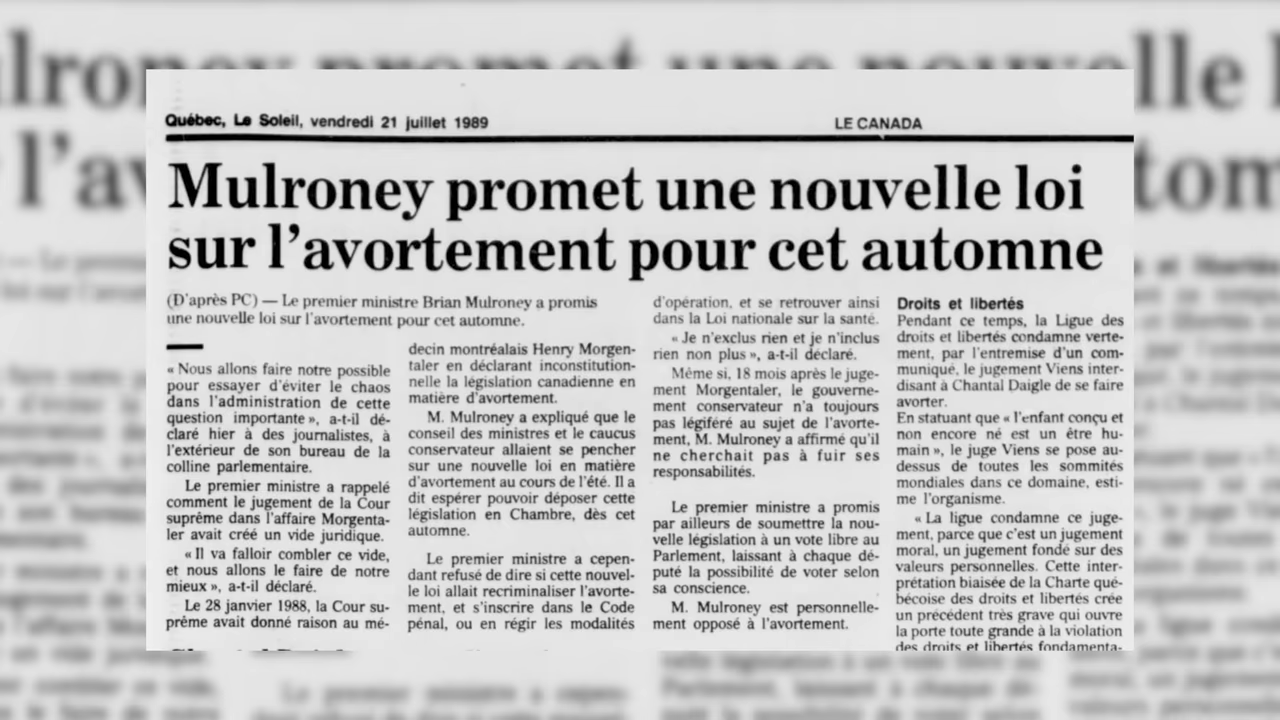 Québec, Le Soleil, vendredi 21 juillet 1989
LE CANADA
Mulroney promet une nouvelle loi
sur l'avortement pour cet automne
(D'après PC) — Le premier ministre Brian Mulroney a promis
une nouvelle loi sur l'avortement pour cet automne.
« Nous allons faire notre possible
pour essayer d'éviter le chaos
dans l'administration de cette
question importante », a-t-il dé-
claré hier à des journalistes, à
l'extérieur de son bureau de la
colline parlementaire.
Le premier ministre a rappelé
comment le jugement de la Cour
suprême dans l'affaire Morgenta-
ler avait créé un vide juridique.
« Il va falloir combler ce vide,
et nous allons le faire de notre
mieux », a-t-il déclaré.
Le 28 janvier 1988, la Cour su-
prême avait donné raison au mé-
decin montréalais Henry Morgen-
taler en déclarant inconstitution-
nelle la législation canadienne en
matière d'avortement.
M. Mulroney a expliqué que le
conseil des ministres et le caucus
conservateur allaient se pencher
sur une nouvelle loi en matière
d'avortement au cours de l'été. Il a
dit espérer pouvoir déposer cette
législation en Chambre, dès cet
automne.
Le premier ministre a cepen-
dant refusé de dire si cette nouvel-
le loi allait recriminaliser l'avorte-
ment, et s'inscrire dans le Code
pénal, ou en régir les modalités
d'opération, et se retrouver ainsi
dans la Loi nationale sur la santé.
« Je n'exclus rien et je n'inclus
rien non plus », a-t-il déclaré.
Même si, 18 mois après le juge-
ment Morgentaler, le gouverne-
ment conservateur n'a toujours
pas légiféré au sujet de l'avorte-
ment, M. Mulroney a affirmé qu'il
ne cherchait pas à fuir ses
responsabilités.
Le premier ministre a promis
par ailleurs de soumettre la nou-
velle législation à un vote libre au
Parlement, laissant à chaque dé-
puté la possibilité de voter selon
sa conscience.
M. Mulroney est personnelle-
ment opposé à l'avortement.
Droits et libertés
Pendant ce temps, la Ligue des
droits et libertés condamne verte-
ment, par l'entremise d'un com-
muniqué, le jugement Viens inter-
disant à Chantal Daigle de se faire
avorter.
En statuant que « l'enfant conçu et
non encore né est un être hu-
main », le juge Viens se pose au-
dessus de toutes les sommités
mondiales dans ce domaine, esti-
me l'organisme.
« La ligue condamne ce juge-
ment, parce que c'est un jugement
moral, un jugement fondé sur des
valeurs personnelles. Cette inter-
prétation biaisée de la Charte qué-
bécoise des droits et libertés crée
un précédent très grave qui ouvre
la porte toute grande à la violation
des droits et libertés fondamenta-